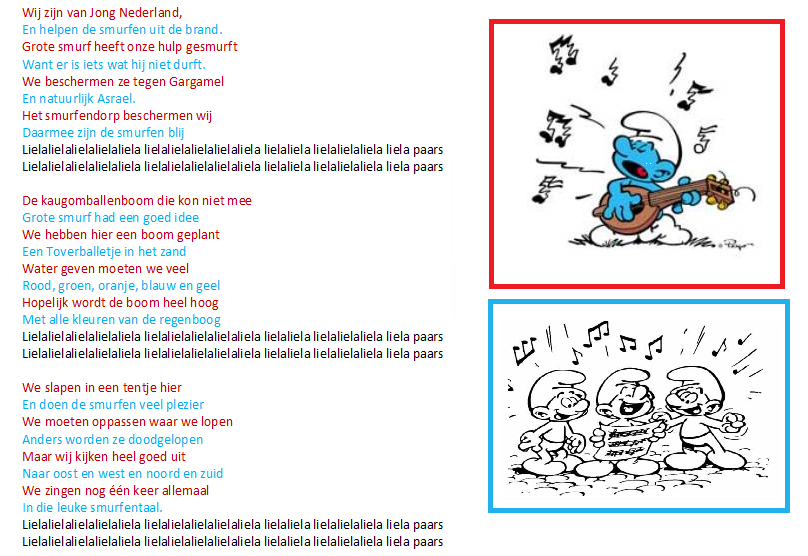 Wij zijn van Jong Nederland,
En helpen de smurfen uit de brand.
Grote smurf heeft onze hulp gesmurft
Want er is iets wat hij niet durft.
We beschermen ze tegen Gargamel
En natuurlijk Asrael.
Het smurfendorp beschermen wij
Daarmee zijn de smurfen blij
Lielalielalielalielaliela lielalielalielalielaliela lielaliela lielalielaliela liela paars
Lielalielalielalielaliela lielalielalielalielaliela lielaliela lielalielaliela liela paars
De kaugomballenboom die kon niet mee
Grote smurf had een goed idee
We hebben hier een boom geplant
Een Toverballetje in het zand
Water geven moeten we veel
Rood, groen, oranje, blauw en geel
Hopelijk wordt de boom heel hoog
Met alle kleuren van de regenboog
Lielalielalielalielaliela lielalielalielalielaliela lielaliela lielalielaliela liela paars
Lielalielalielalielaliela lielalielalielalielaliela lielaliela lielalielaliela liela paars
We slapen in een tentje hier
En doen de smurfen veel plezier
We moeten oppassen waar we lopen
Anders worden ze doodgelopen
Maar wij kijken heel goed uit
Naar oost en west en noord en zuid
We zingen nog één keer allemaal
In die leuke smurfentaal.
Lielalielalielalielaliela lielalielalielalielaliela lielaliela lielalielaliela liela paars
Lielalielalielalielaliela lielalielalielalielaliela lielaliela lielalielaliela liela paars
© Peyo